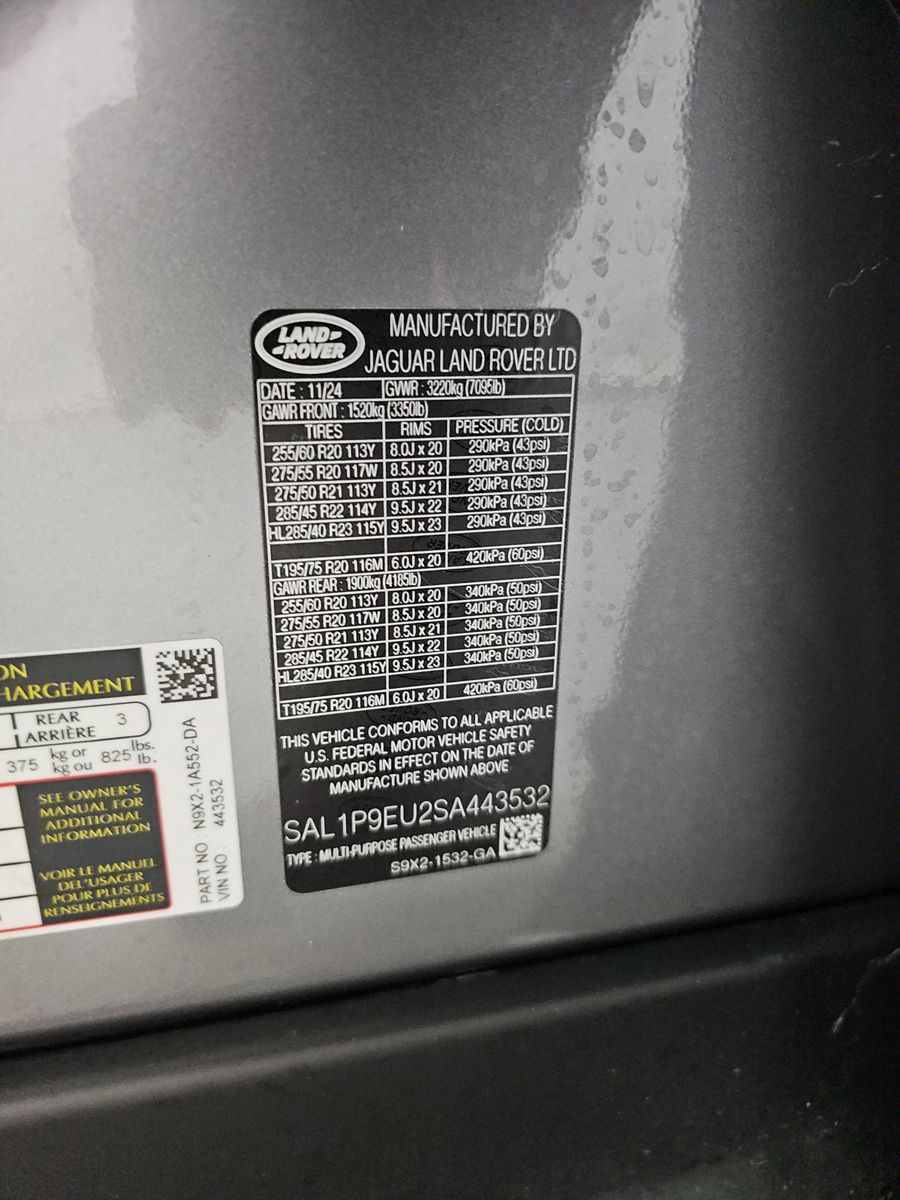 LAND-
-ROVER
MANUFACTURED BY
JAGUAR LAND ROVER LTD
DATE : 11/24 GVWR : 3220kg (7095lb)
GAWR FRONT : 1520kg (3350lb)
TIRES RIMS PRESSURE (COLD)
255/60 R20 113Y 8.0J x 20 290kPa (43psi)
275/55 R20 117W 8.5J x 20 290kPa (43psi)
275/50 R21 113Y 8.5J x 21 290kPa (43psi)
285/45 R22 114Y 9.5J x 22 290kPa (43psi)
HL285/40 R23 115Y 9.5J x 23 290kPa (43psi)
T195/75 R20 116M 6.0J x 20 420kPa (60psi)
GAWR REAR : 1900kg (4185lb)
255/60 R20 113Y 8.0J x 20 340kPa (50psi)
275/55 R20 117W 8.5J x 20 340kPa (50psi)
275/50 R21 113Y 8.5J x 21 340kPa (50psi)
285/45 R22 114Y 9.5J x 22 340kPa (50psi)
HL285/40 R23 115Y 9.5J x 23 340kPa (50psi)
T195/75 R20 116M 6.0J x 20 420kPa (60psi)
THIS VEHICLE CONFORMS TO ALL APPLICABLE
U.S. FEDERAL MOTOR VEHICLE SAFETY
STANDARDS IN EFFECT ON THE DATE OF
MANUFACTURE SHOWN ABOVE
SAL1P9EU2SA443532
TYPE : MULTI-PURPOSE PASSENGER VEHICLE
S9X2-1532-GA
ON
HARGEMENT
REAR 3
ARRIÈRE
375 kg or 825 lbs.
kg ou lb.
SEE OWNER'S
MANUAL FOR
ADDITIONAL
INFORMATION
VOIR LE MANUEL
DEL'USAGER
POUR PLUS DE
RENSEIGNEMENTS
PART NO : N9X2-1A552-DA
VIN NO : 443532